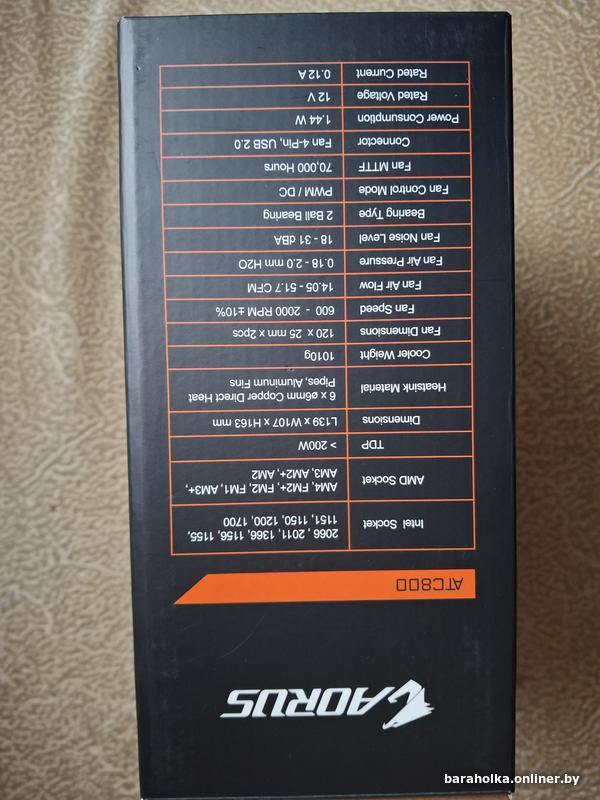 AORUS
ATC800
Intel Socket 2066 , 2011, 1366, 1156, 1155,
1151, 1150, 1200, 1700
AMD Socket AM4, FM2+, FM2, FM1, AM3+,
AM3, AM2+, AM2
TDP > 200W
Dimensions L139 x W107 x H163 mm
Heatsink Material 6 x ø6mm Copper Direct Heat
Pipes, Aluminum Fins
Cooler Weight 1010g
Fan Dimensions 120 x 25 mm x 2pcs
Fan Speed 600 - 2000 RPM ±10%
Fan Air Flow 14.05 - 51.7 CFM
Fan Air Pressure 0.18 - 2.0 mm H2O
Fan Noise Level 18 - 31 dBA
Bearing Type 2 Ball Bearing
Fan Control Mode PWM / DC
Fan MTTF 70,000 Hours
Connector Fan 4-Pin, USB 2.0
Power Consumption 1.44 W
Rated Voltage 12 V
Rated Current 0.12 A
baraholka.onliner.by